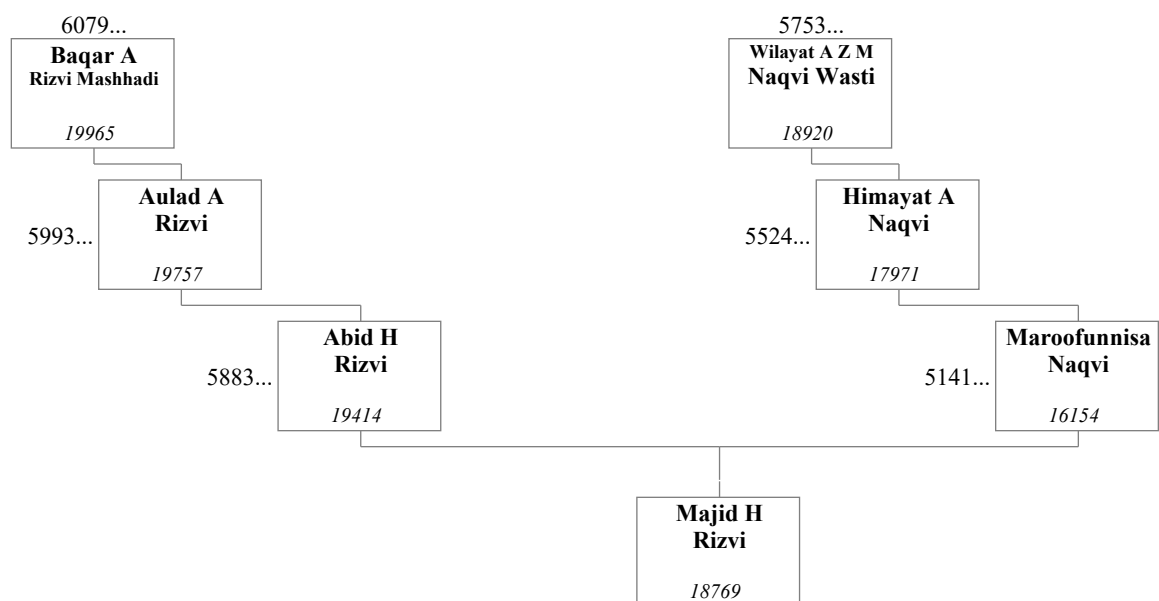 6079...
Baqar A
Rizvi Mashhadi
19965
5753...
Wilayat A Z M
Naqvi Wasti
18920
5993...
Aulad A
Rizvi
19757
5524...
Himayat A
Naqvi
17971
5883...
Abid H
Rizvi
19414
5141...
Maroofunnisa
Naqvi
16154
Majid H
Rizvi
18769